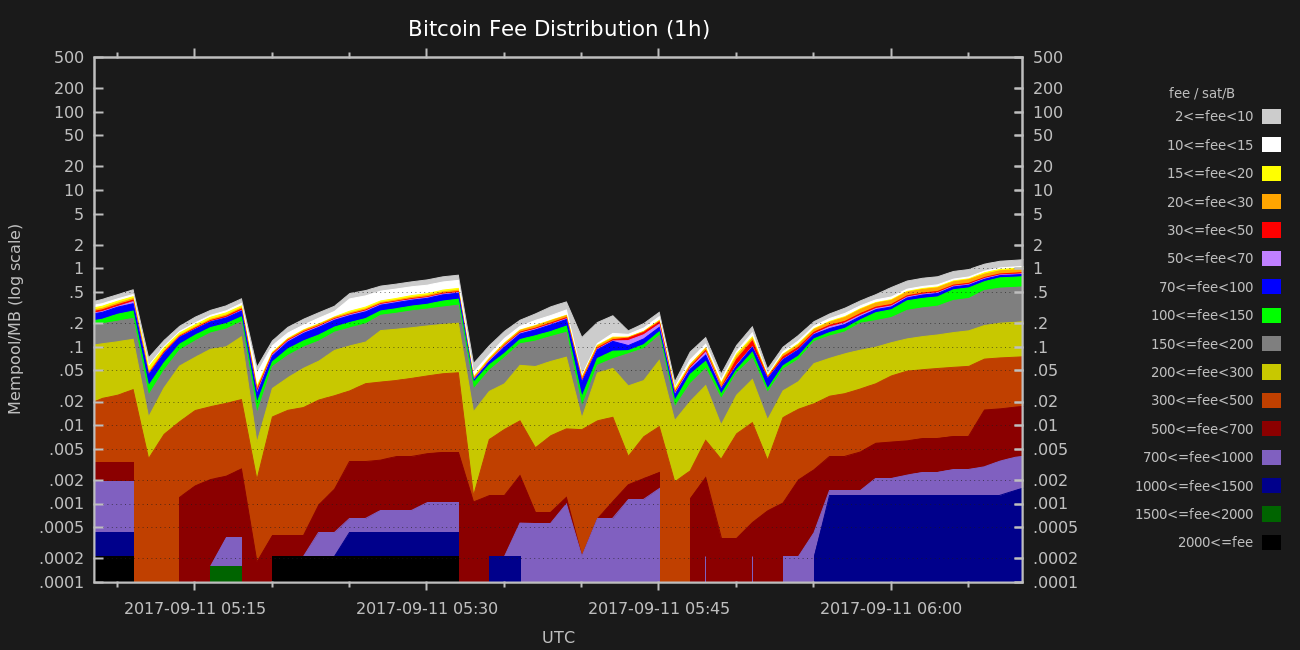 Bitcoin Fee Distribution (1h)
Mempool/MB (log scale)
500
200
100
50
20
10
5
2
1
.5
.2
.1
.05
.02
.01
.005
.002
.001
.0005
.0002
.0001
500
200
100
50
20
10
5
2
1
.5
.2
.1
.05
.02
.01
.005
.002
.001
.0005
.0002
.0001
2017-09-11 05:15 2017-09-11 05:30 2017-09-11 05:45 2017-09-11 06:00
UTC
fee / sat/B
2<=fee<10
10<=fee<15
15<=fee<20
20<=fee<30
30<=fee<50
50<=fee<70
70<=fee<100
100<=fee<150
150<=fee<200
200<=fee<300
300<=fee<500
500<=fee<700
700<=fee<1000
1000<=fee<1500
1500<=fee<2000
2000<=fee